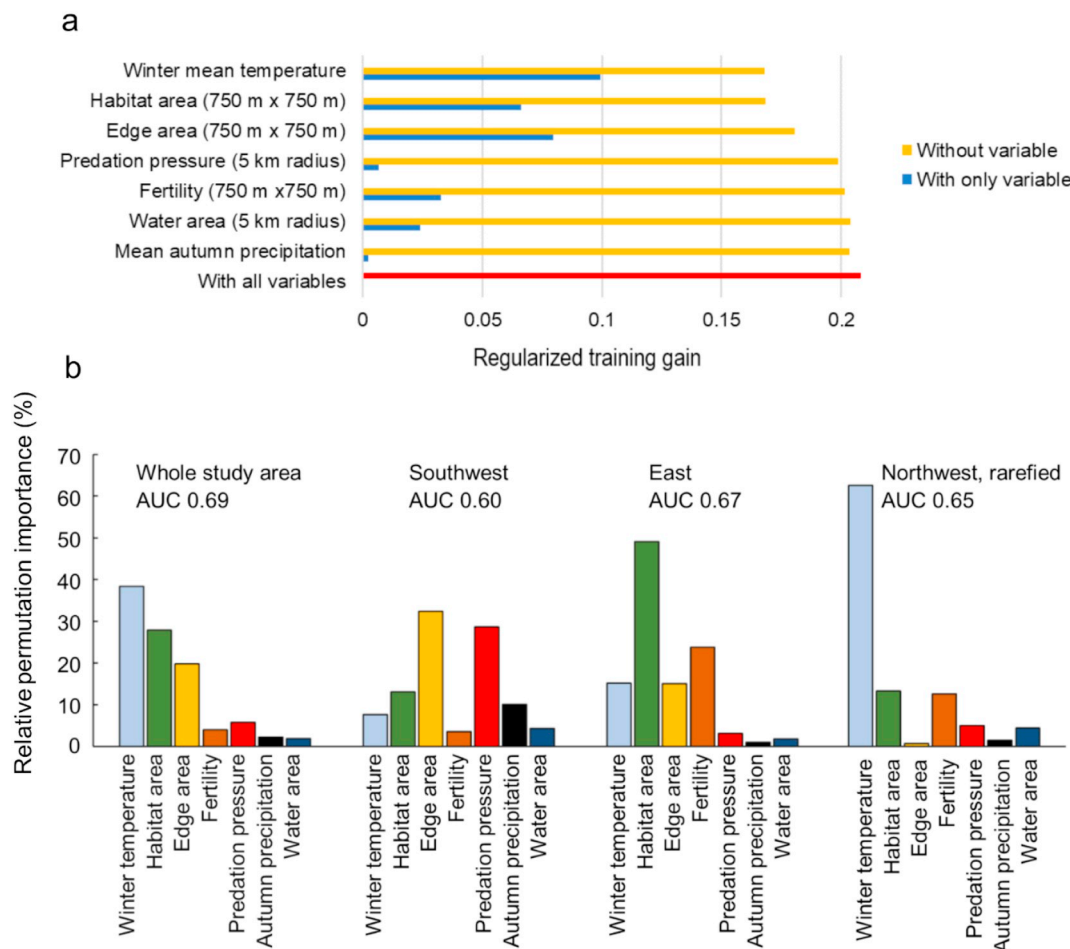 a
Winter mean temperature
Habitat area (750 m x 750 m)
Edge area (750 m x 750 m)
Predation pressure (5 km radius)
Fertility (750 m x750 m)
Water area (5 km radius)
Mean autumn precipitation
With all variables
Without variable
With only variable
0 0.05 0.1 0.15 0.2
Regularized training gain
b
Relative permutation importance (%)
70
60
50
40
30
20
10
0
Whole study area
AUC 0.69
Southwest
AUC 0.60
East
AUC 0.67
Northwest, rarefied
AUC 0.65
Winter temperature
Habitat area
Edge area
Fertility
Predation pressure
Autumn precipitation
Water area
Winter temperature
Habitat area
Edge area
Fertility
Predation pressure
Autumn precipitation
Water area
Winter temperature
Habitat area
Edge area
Fertility
Predation pressure
Autumn precipitation
Water area
Winter temperature
Habitat area
Edge area
Fertility
Predation pressure
Autumn precipitation
Water area